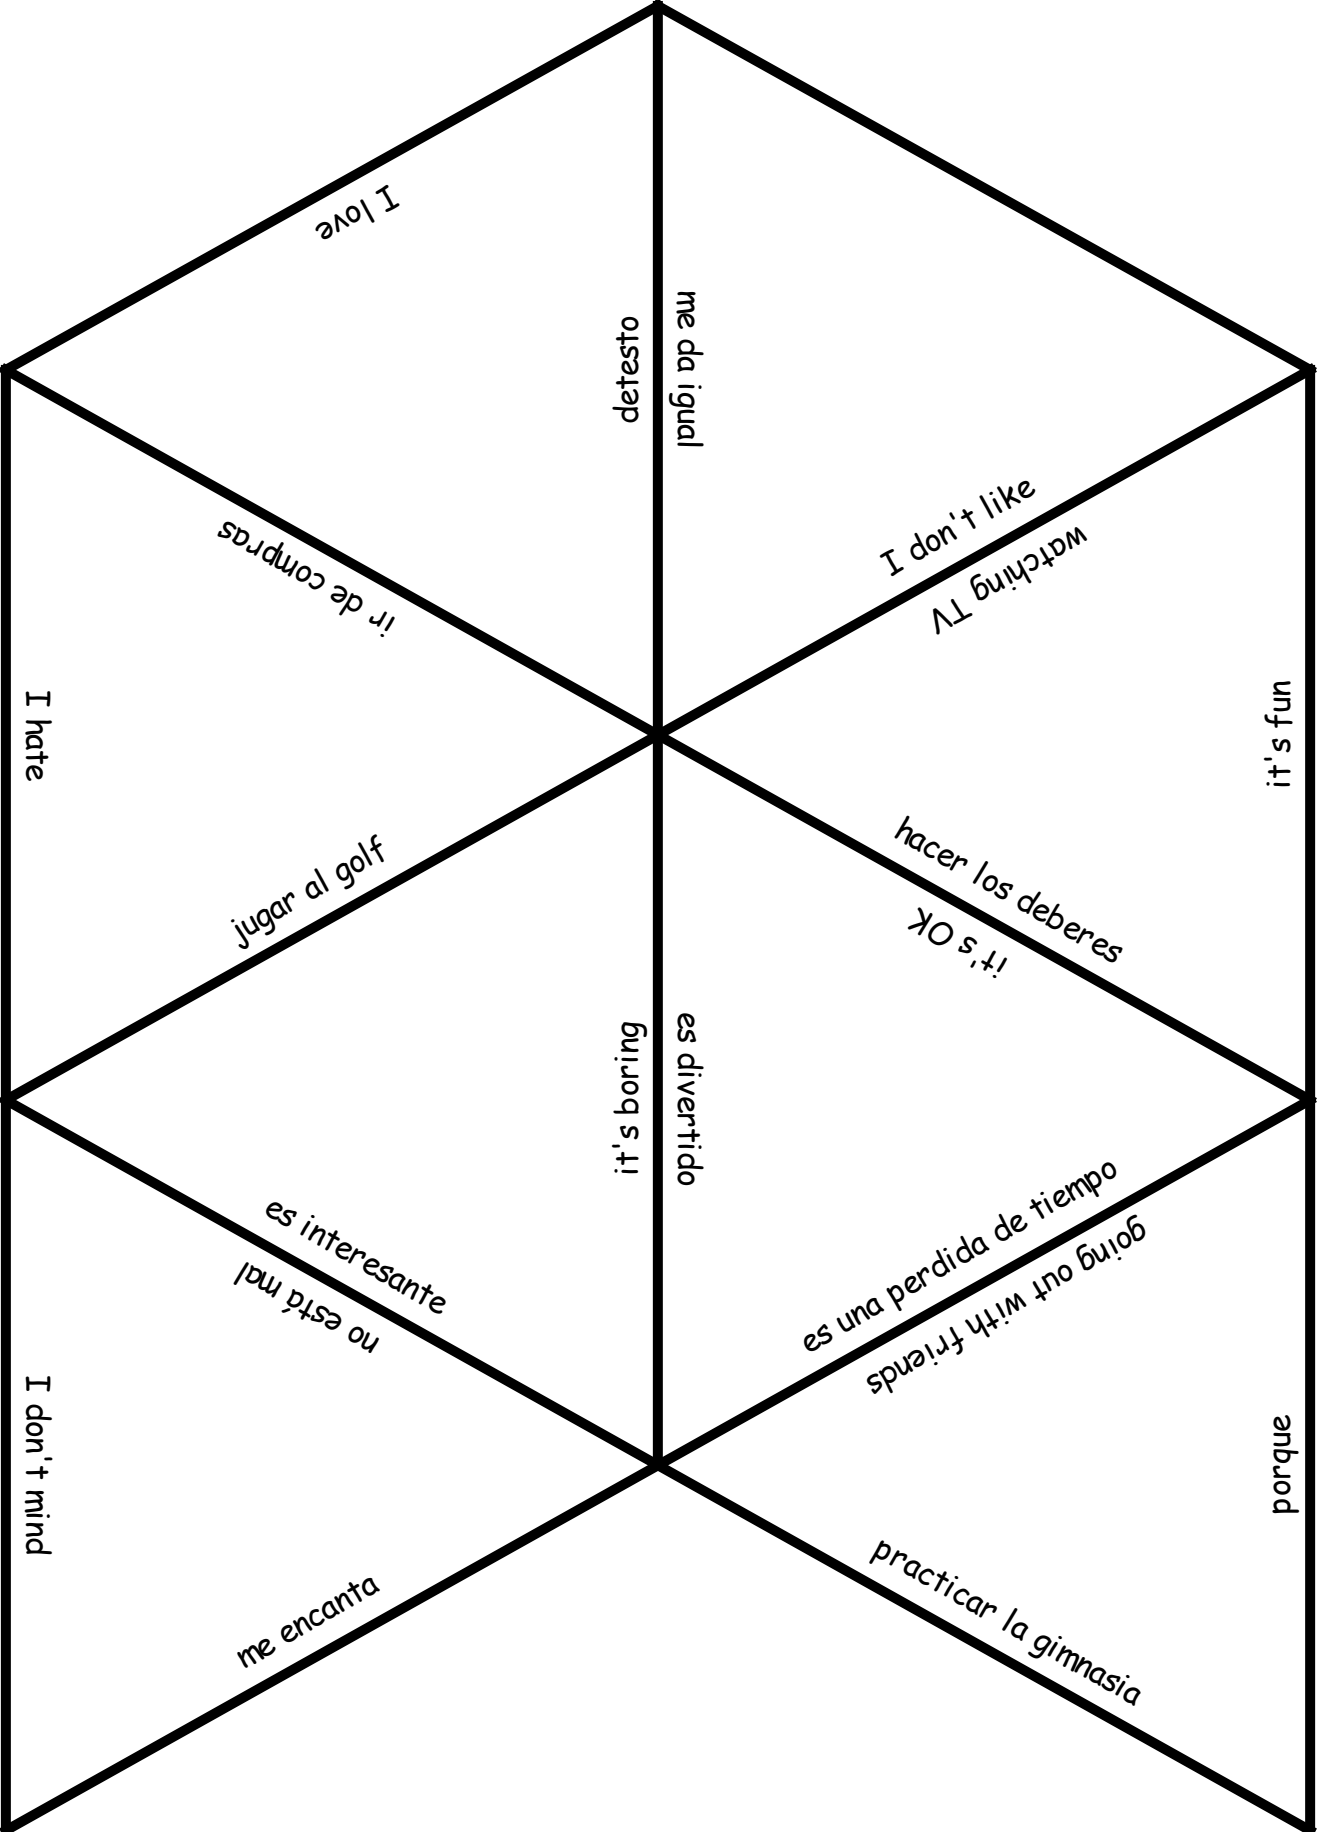 I love
detesto
me da igual
I don't like
watching TV
ir de compras
I hate
it's fun
jugar al golf
hacer los deberes
it's OK
it's boring
es divertido
es interesante
no está mal
es una perdida de tiempo
going out with friends
I don't mind
porque
me encanta
practicar la gimnasia